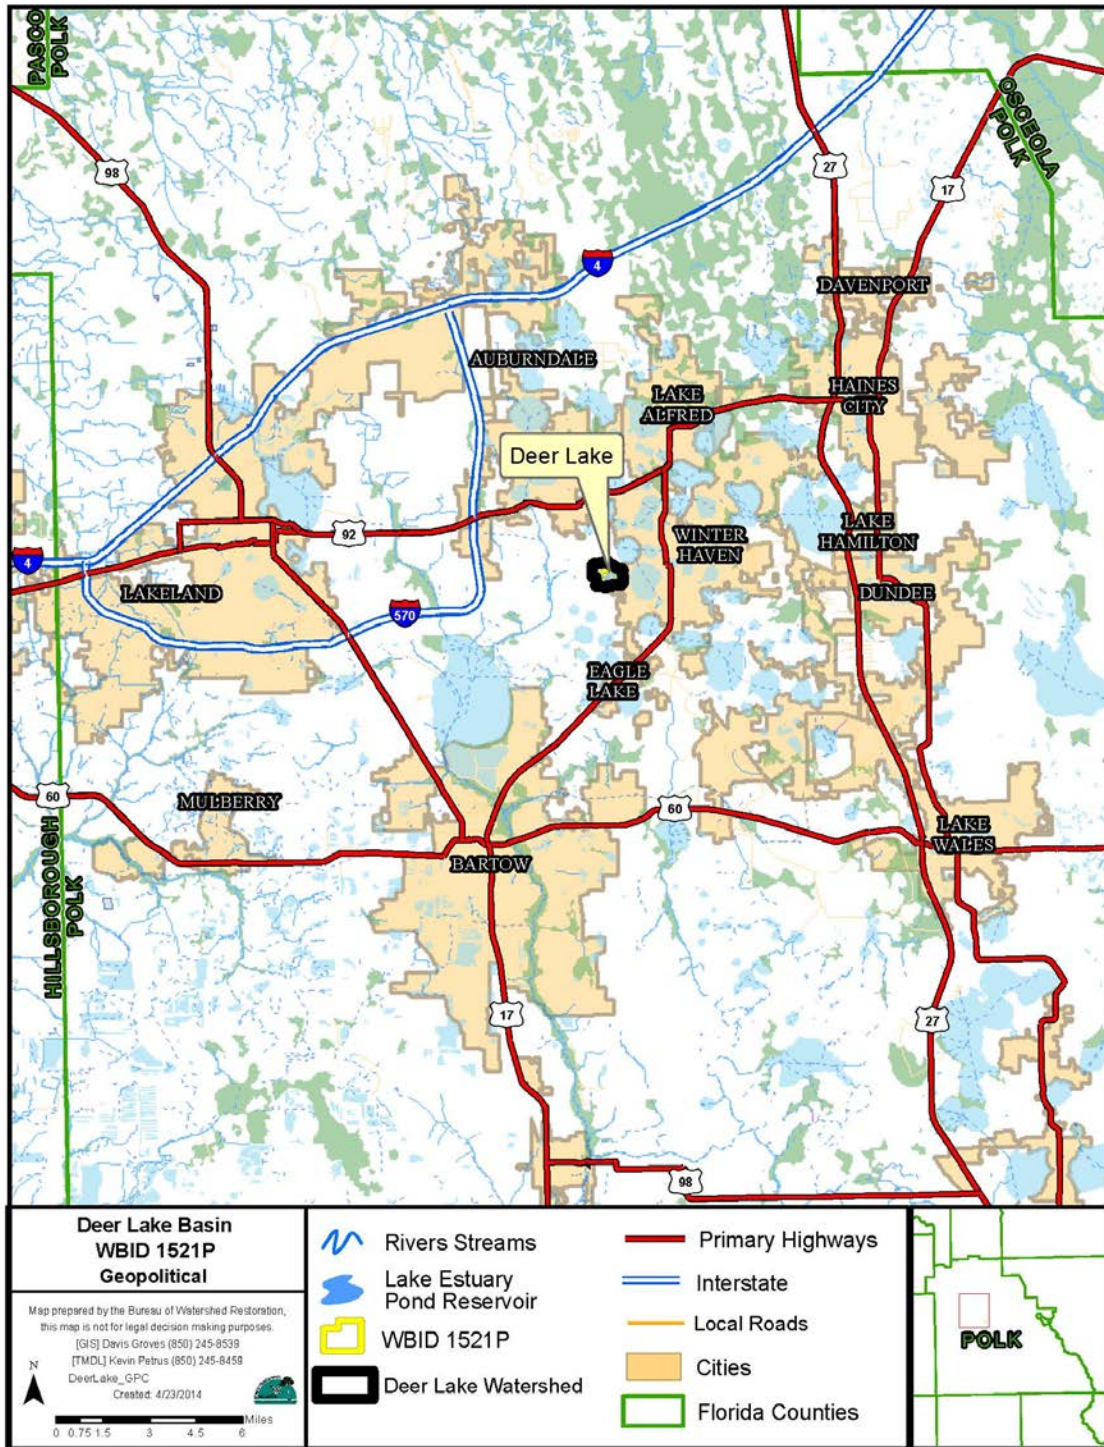 PASCO
POLK
98
27
17
OSCEOLA
POLK
4
DAVENPORT
AUBURNDALE
LAKE
ALFRED
HAINES
CITY
Deer Lake
92
WINTER
HAVEN
LAKE
HAMILTON
4
LAKELAND
570
DUNDEE
EAGLE
LAKE
60
MULBERRY
60
LAKE
WALES
BARTOW
HILLSBOROUGH
POLK
17
27
98
Deer Lake Basin
WBID 1521P
Geopolitical
Map prepared by the Bureau of Watershed Restoration,
this map is not for legal decision making purposes.
[GIS] Davis Groves (850) 245-8539
[TMDL] Kevin Petrus (850) 245-8459
DeerLake_GPC
Created: 4/23/2014
N
Miles
0 0.75 1.5 3 4.5 6
Rivers Streams
Lake Estuary
Pond Reservoir
WBID 1521P
Deer Lake Watershed
Primary Highways
Interstate
Local Roads
Cities
Florida Counties
POLK